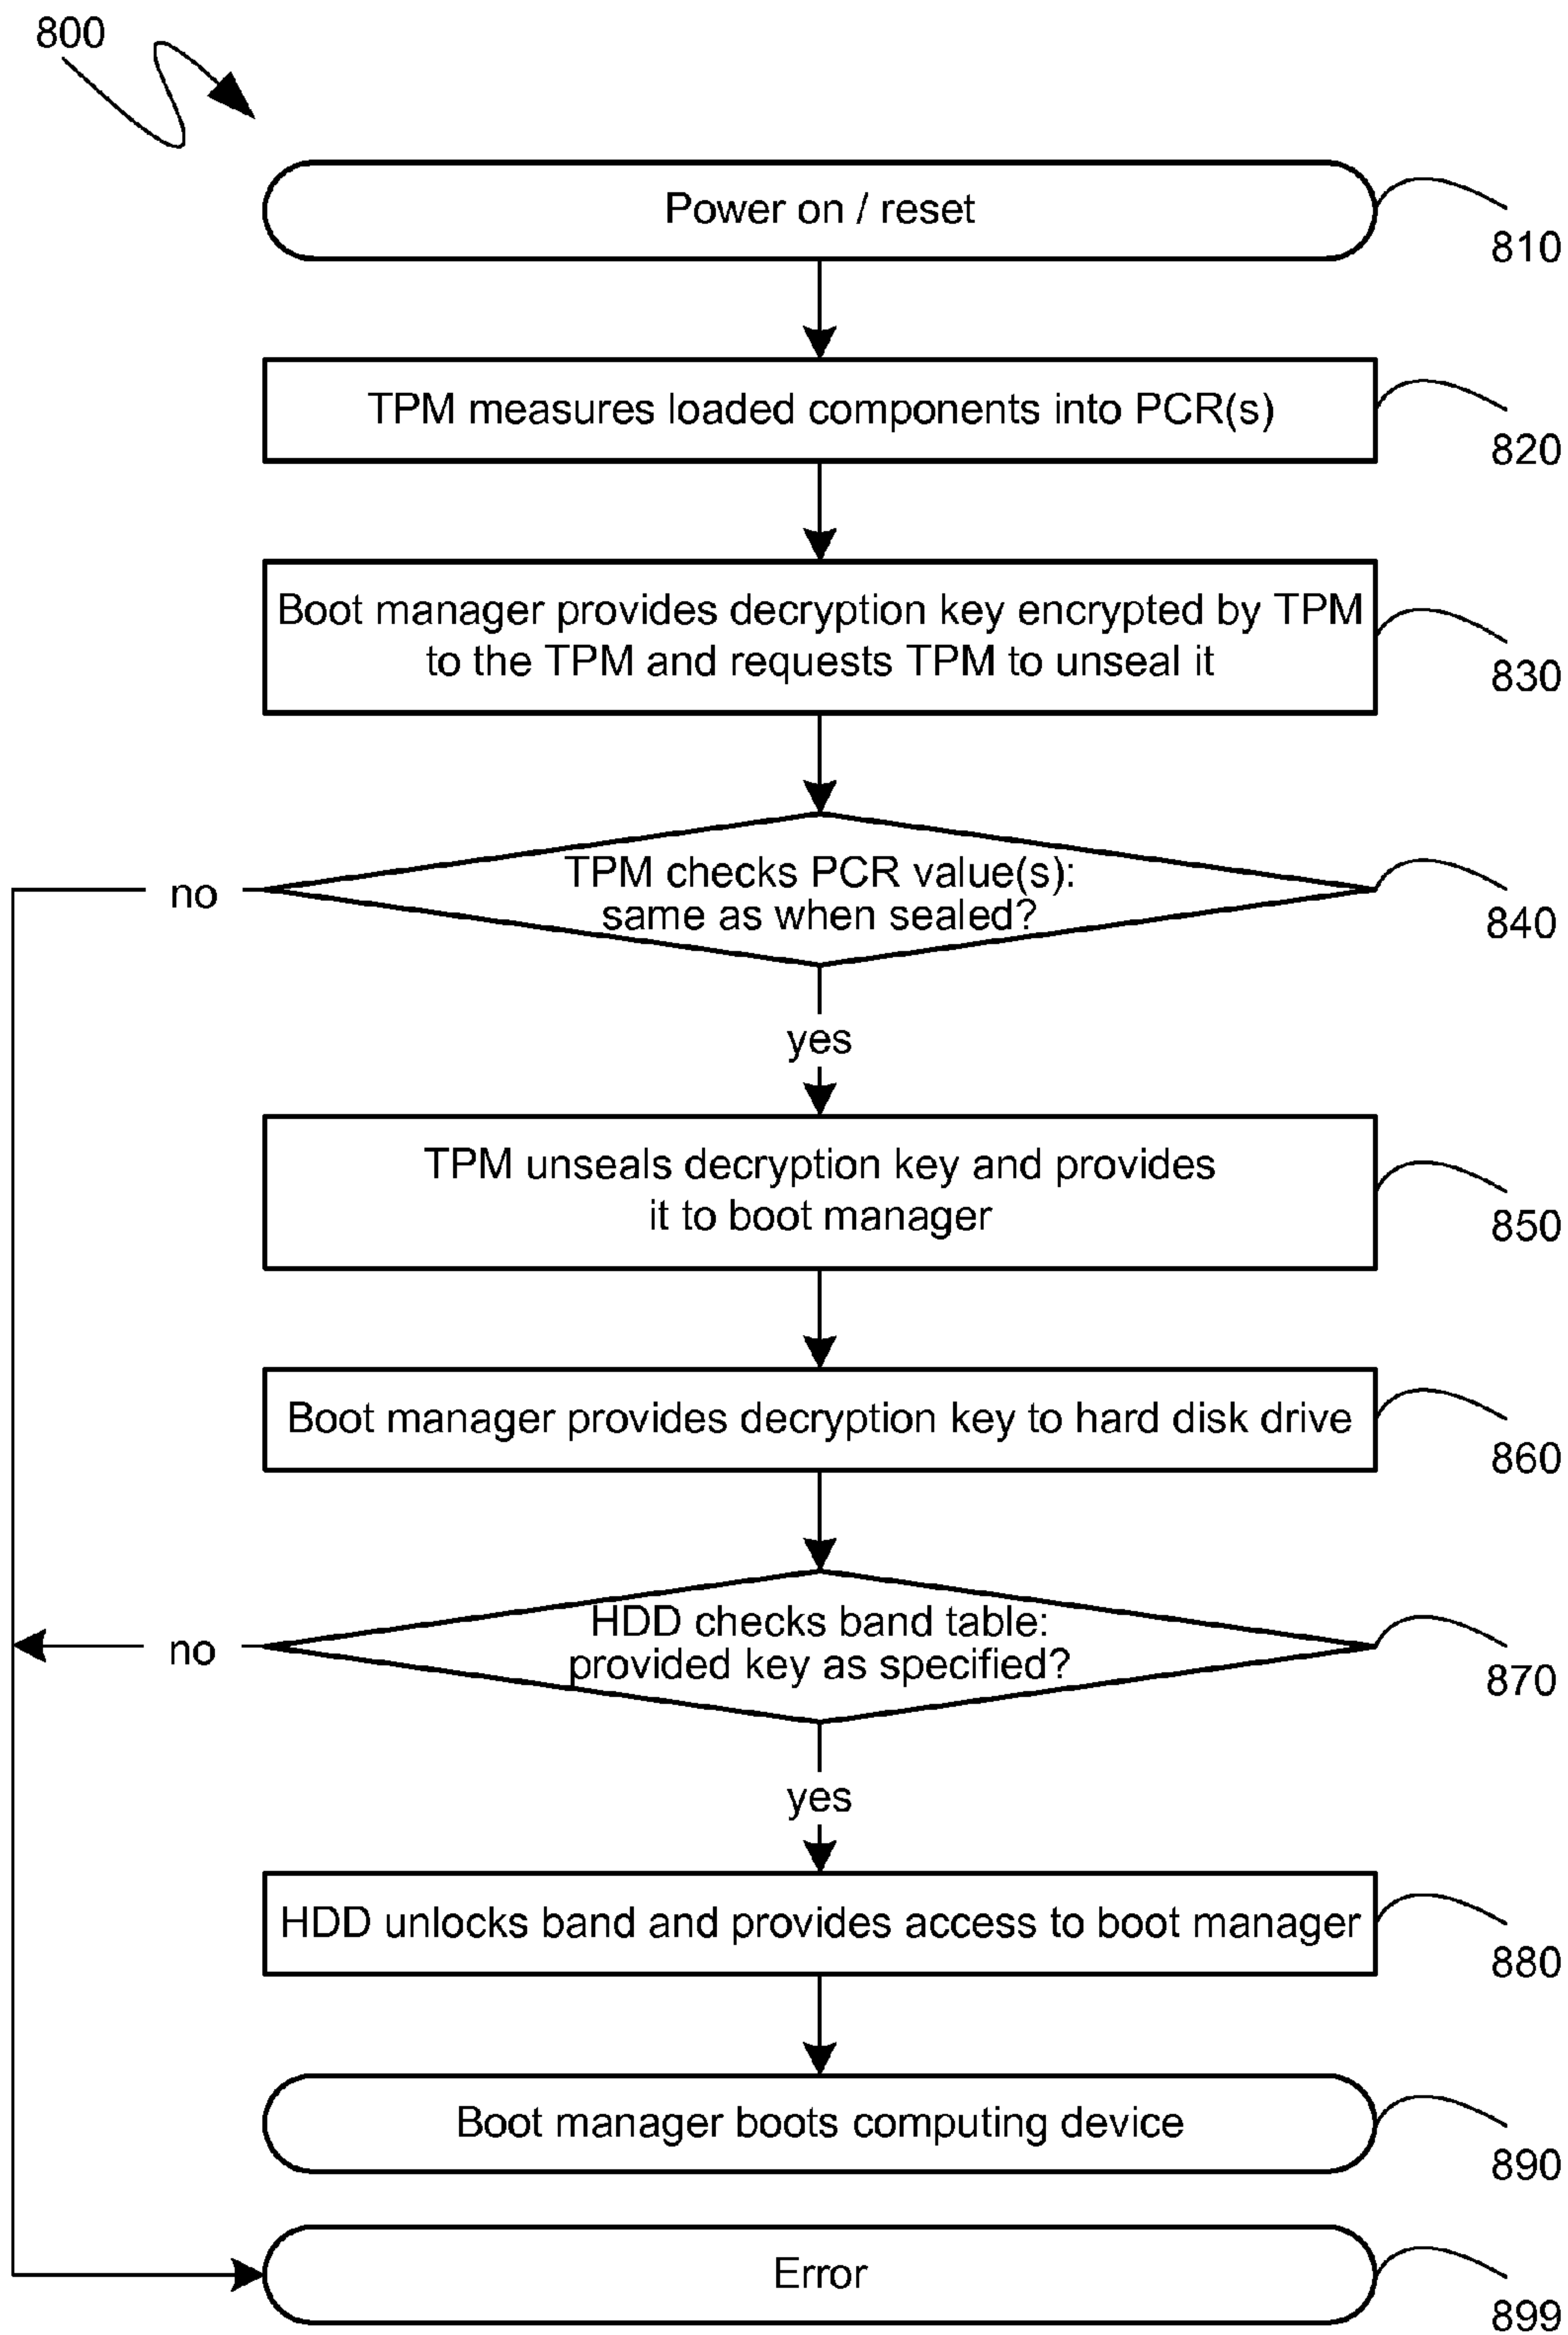 800
Power on / reset
810
TPM measures loaded components into PCR(s)
820
Boot manager provides decryption key encrypted by TPM
to the TPM and requests TPM to unseal it
830
TPM checks PCR value(s):
same as when sealed?
no
840
yes
TPM unseals decryption key and provides
it to boot manager
850
Boot manager provides decryption key to hard disk drive
860
HDD checks band table:
provided key as specified?
no
870
yes
HDD unlocks band and provides access to boot manager
880
Boot manager boots computing device
890
Error
899